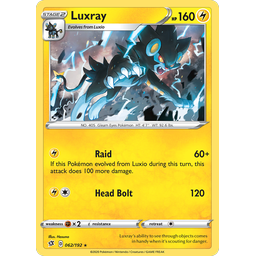 STAGE 2 Luxray HP 160
Evolves from Luxio
NO. 405 Gleam Eyes Pokémon HT: 4'7" WT: 92.6 lbs.
Raid 60+
If this Pokémon evolved from Luxio during this turn, this
attack does 100 more damage.
Head Bolt 120
weakness ×2 resistance retreat
Illus. Hasuno
Luxray's ability to see through objects comes
in handy when it's scouting for danger.
062/192 ★